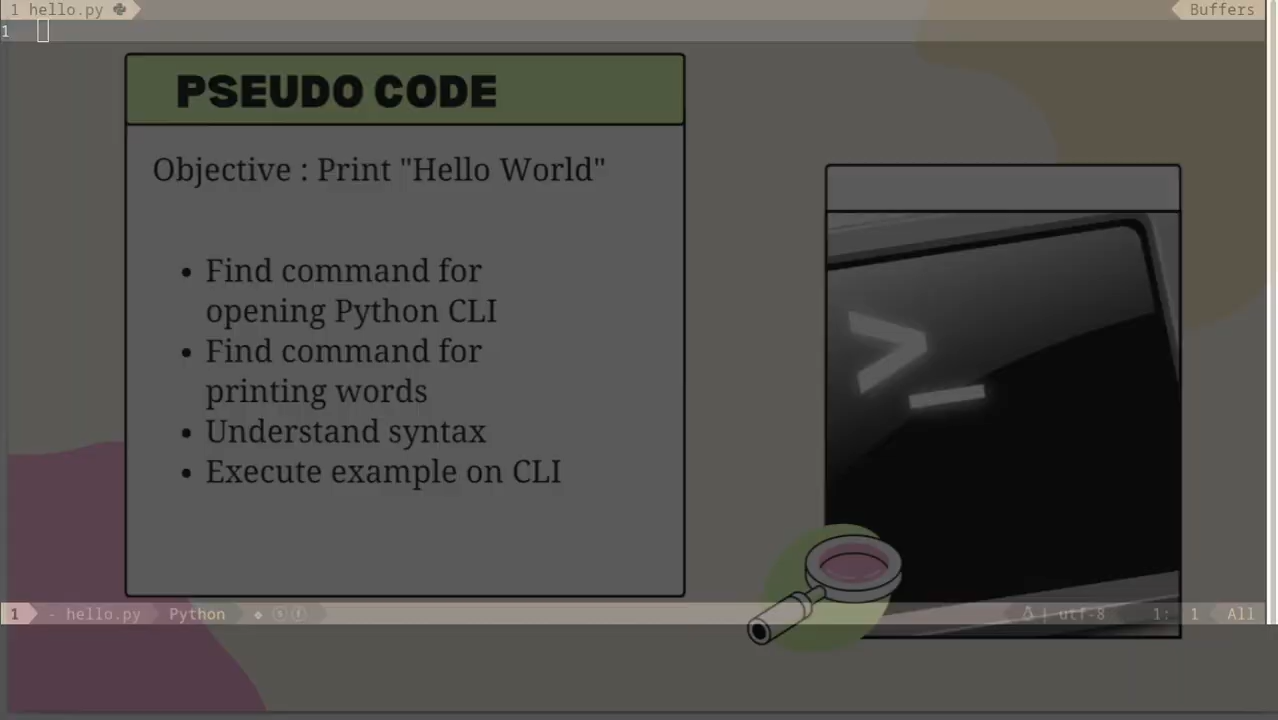 1 hello.py
Buffers
1
PSEUDO CODE
Objective : Print "Hello World"
• Find command for
opening Python CLI
• Find command for
printing words
• Understand syntax
• Execute example on CLI
>_
1 - hello.py Python ❖ ⓢⓕ | utf-8 1: 1 All